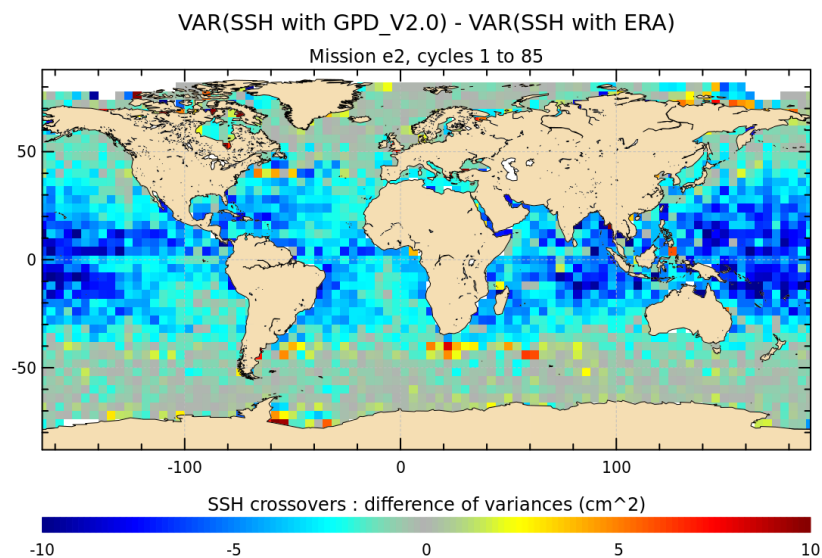 VAR(SSH with GPD_V2.0) - VAR(SSH with ERA)
Mission e2, cycles 1 to 85
50
0
-50
-100 0 100
SSH crossovers : difference of variances (cm^2)
-10 -5 0 5 10